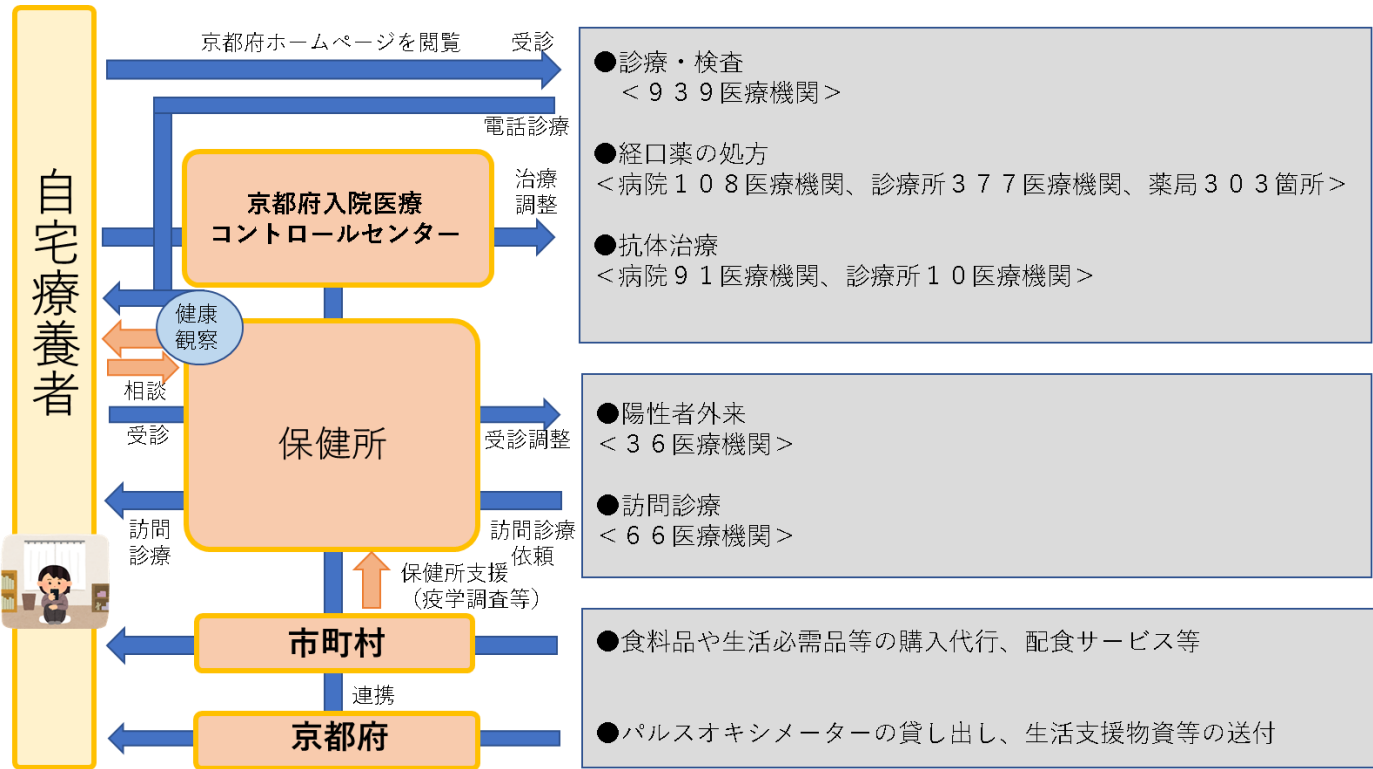 自宅療養者
京都府ホームページを閲覧
受診
電話診療
京都府入院医療
コントロールセンター
治療
調整
健康
観察
相談
受診
保健所
受診調整
訪問
診療
訪問診療
依頼
保健所支援
（疫学調査等）
市町村
連携
京都府
●診療・検査
＜９３９医療機関＞
●経口薬の処方
＜病院１０８医療機関、診療所３７７医療機関、薬局３０３箇所＞
●抗体治療
＜病院９１医療機関、診療所１０医療機関＞
●陽性者外来
＜３６医療機関＞
●訪問診療
＜６６医療機関＞
●食料品や生活必需品等の購入代行、配食サービス等
●パルスオキシメーターの貸し出し、生活支援物資等の送付